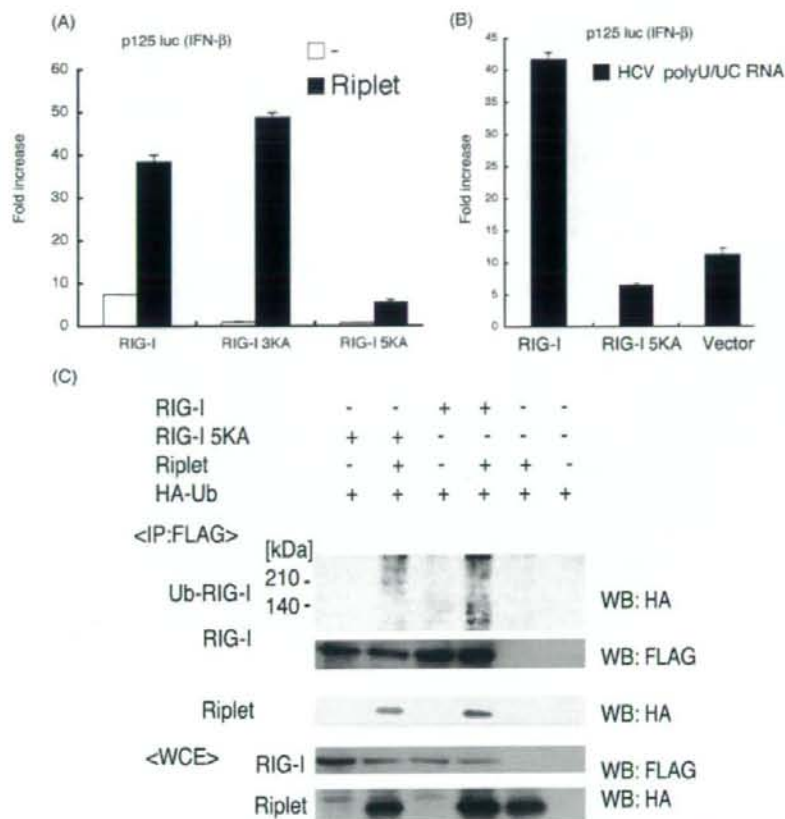 (A)
p125 luc (IFN-β)
-
Riplet
Fold increase
60
50
40
30
20
10
0
RIG-I RIG-I 3KA RIG-I 5KA
(B)
p125 luc (IFN-β)
HCV polyU/UC RNA
Fold increase
45
40
35
30
25
20
15
10
5
0
RIG-I RIG-I 5KA Vector
(C)
RIG-I - - + + - -
RIG-I 5KA + + - - - -
Riplet - + - + + -
HA-Ub + + + + + +
<IP:FLAG>
[kDa]
210 -
Ub-RIG-I
140 -
WB: HA
RIG-I
WB: FLAG
Riplet WB: HA
<WCE> RIG-I WB: FLAG
Riplet WB: HA